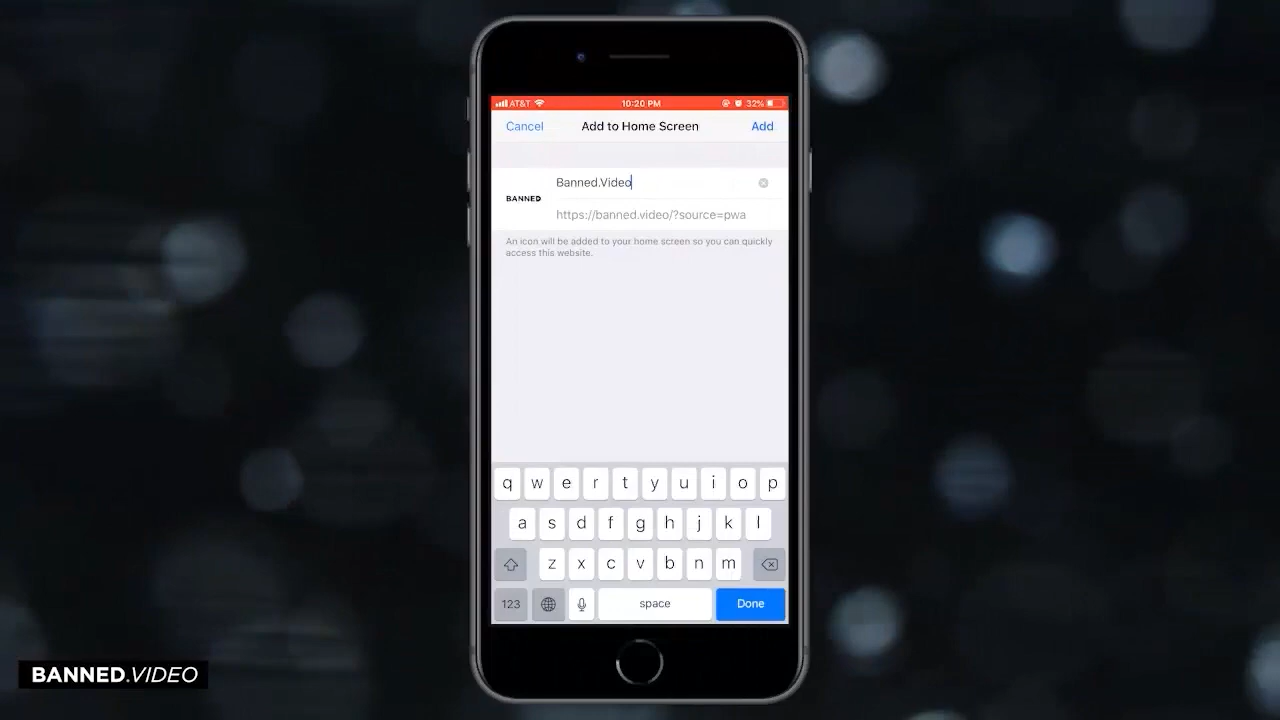 AT&T 10:20 PM 32%
Cancel Add to Home Screen Add
Banned.Video
BANNED
https://banned.video/?source=pwa
An icon will be added to your home screen so you can quickly
access this website.
q w e r t y u i o p
a s d f g h j k l
z x c v b n m
123 space Done
BANNED.VIDEO